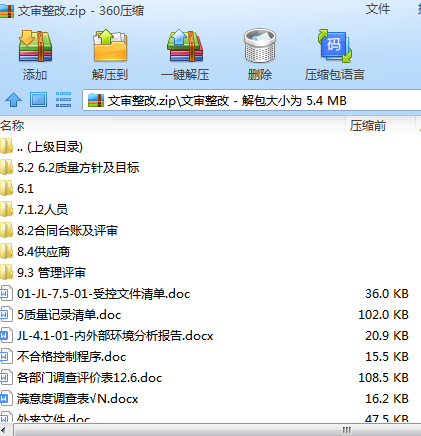 文审整改.zip - 360压缩
文件
添加
解压到
一键解压
删除
码
压缩包语言
文审整改.zip\文审整改 - 解包大小为 5.4 MB
名称 压缩前
.. (上级目录)
5.2 6.2质量方针及目标
6.1
7.1.2人员
8.2合同台账及评审
8.4供应商
9.3 管理评审
01-JL-7.5-01-受控文件清单.doc 36.0 KB
5质量记录清单.doc 102.0 KB
JL-4.1-01-内外部环境分析报告.docx 20.9 KB
不合格控制程序.doc 15.5 KB
各部门调查评价表12.6.doc 108.5 KB
满意度调查表√N.docx 16.2 KB
外来文件.doc 47.5 KB